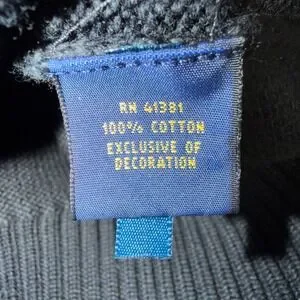 RN 41381
100% COTTON
EXCLUSIVE OF
DECORATION